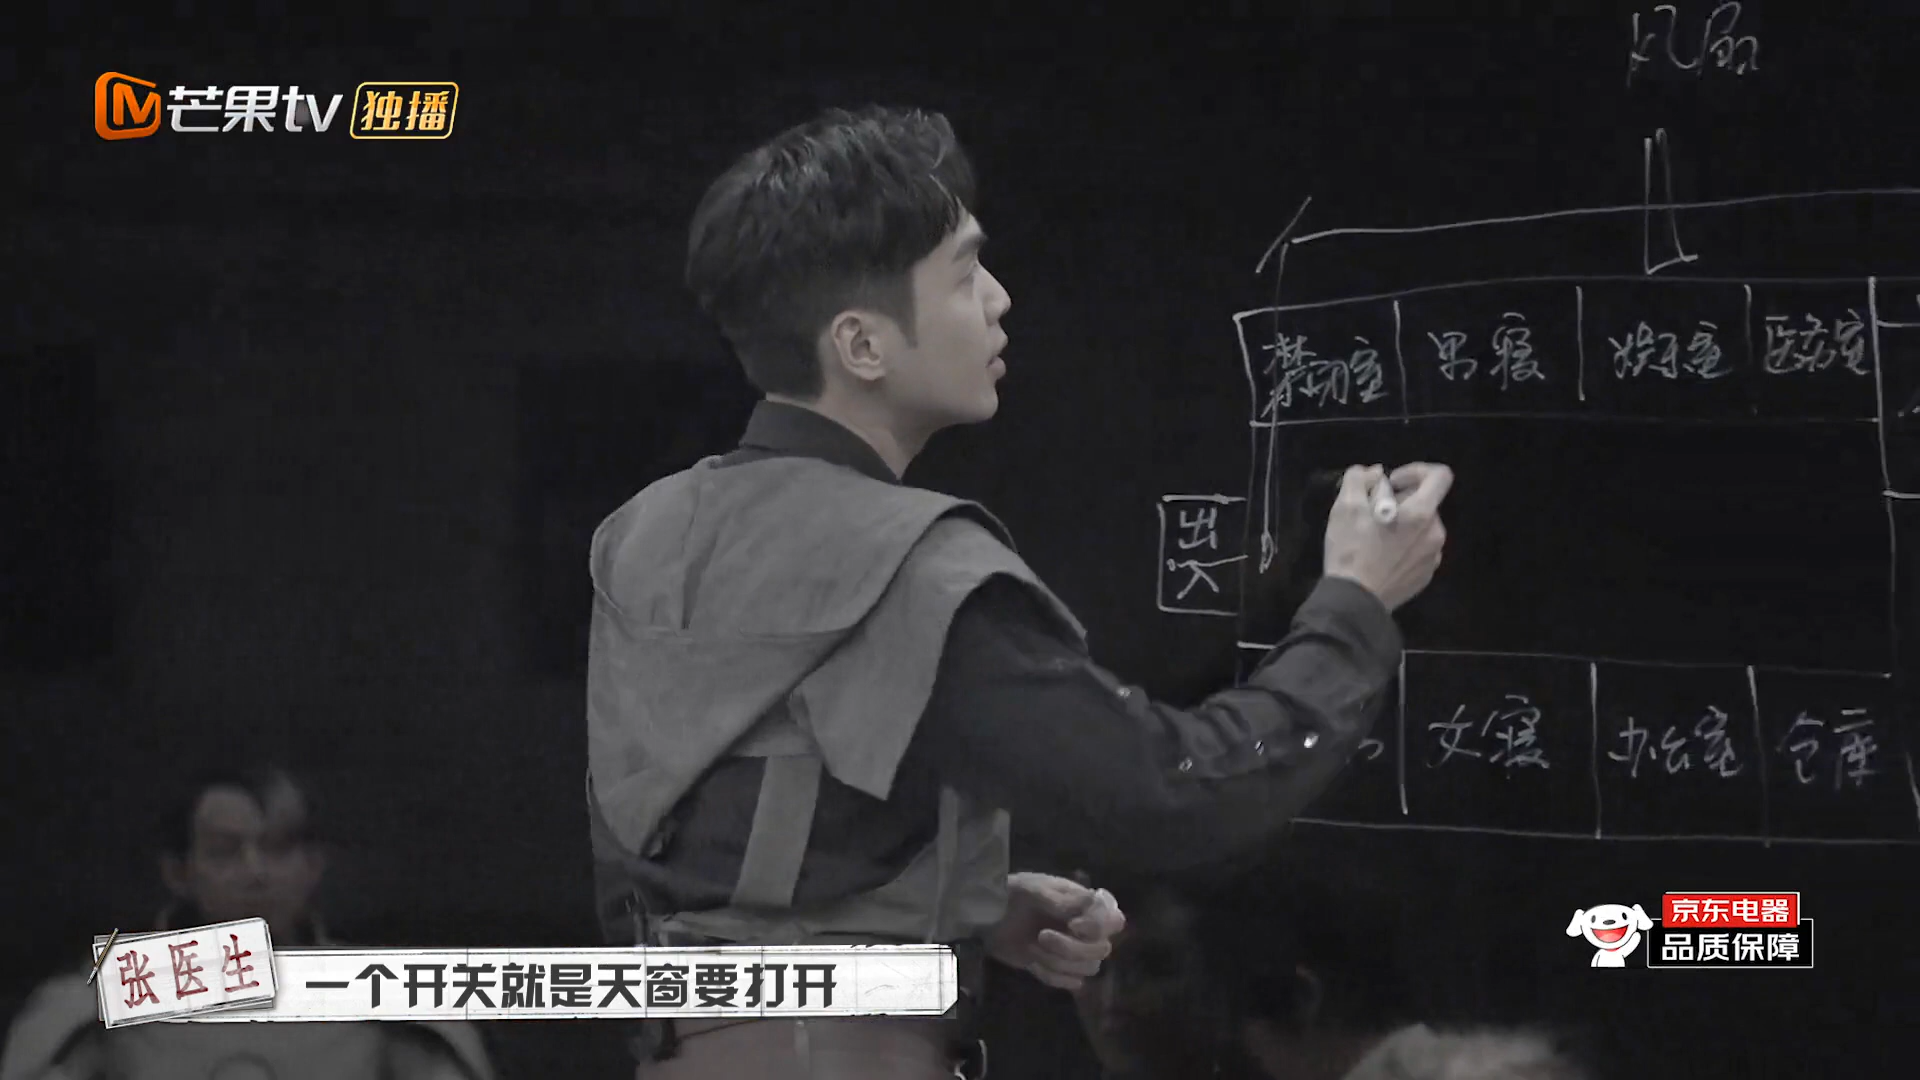 风扇
芒果tv 独播
禁闭室 男寝 娱乐室 医务室
出
入
女寝 办公室 仓库
京东电器
品质保障
张医生
一个开关就是天窗要打开